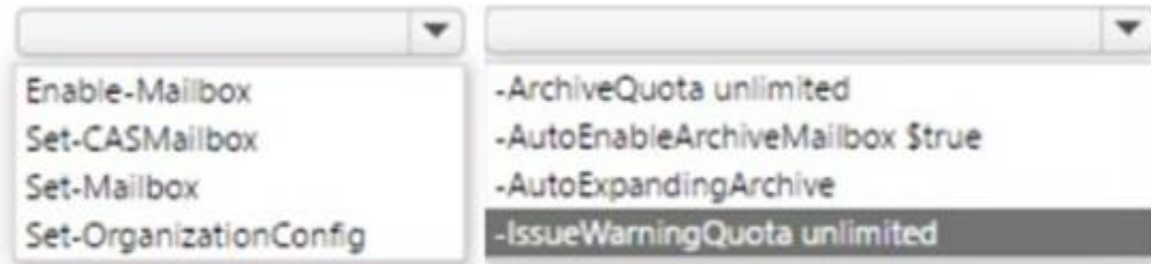 Enable-Mailbox
Set-CASMailbox
Set-Mailbox
Set-OrganizationConfig
-ArchiveQuota unlimited
-AutoEnableArchiveMailbox $true
-AutoExpandingArchive
-IssueWarningQuota unlimited